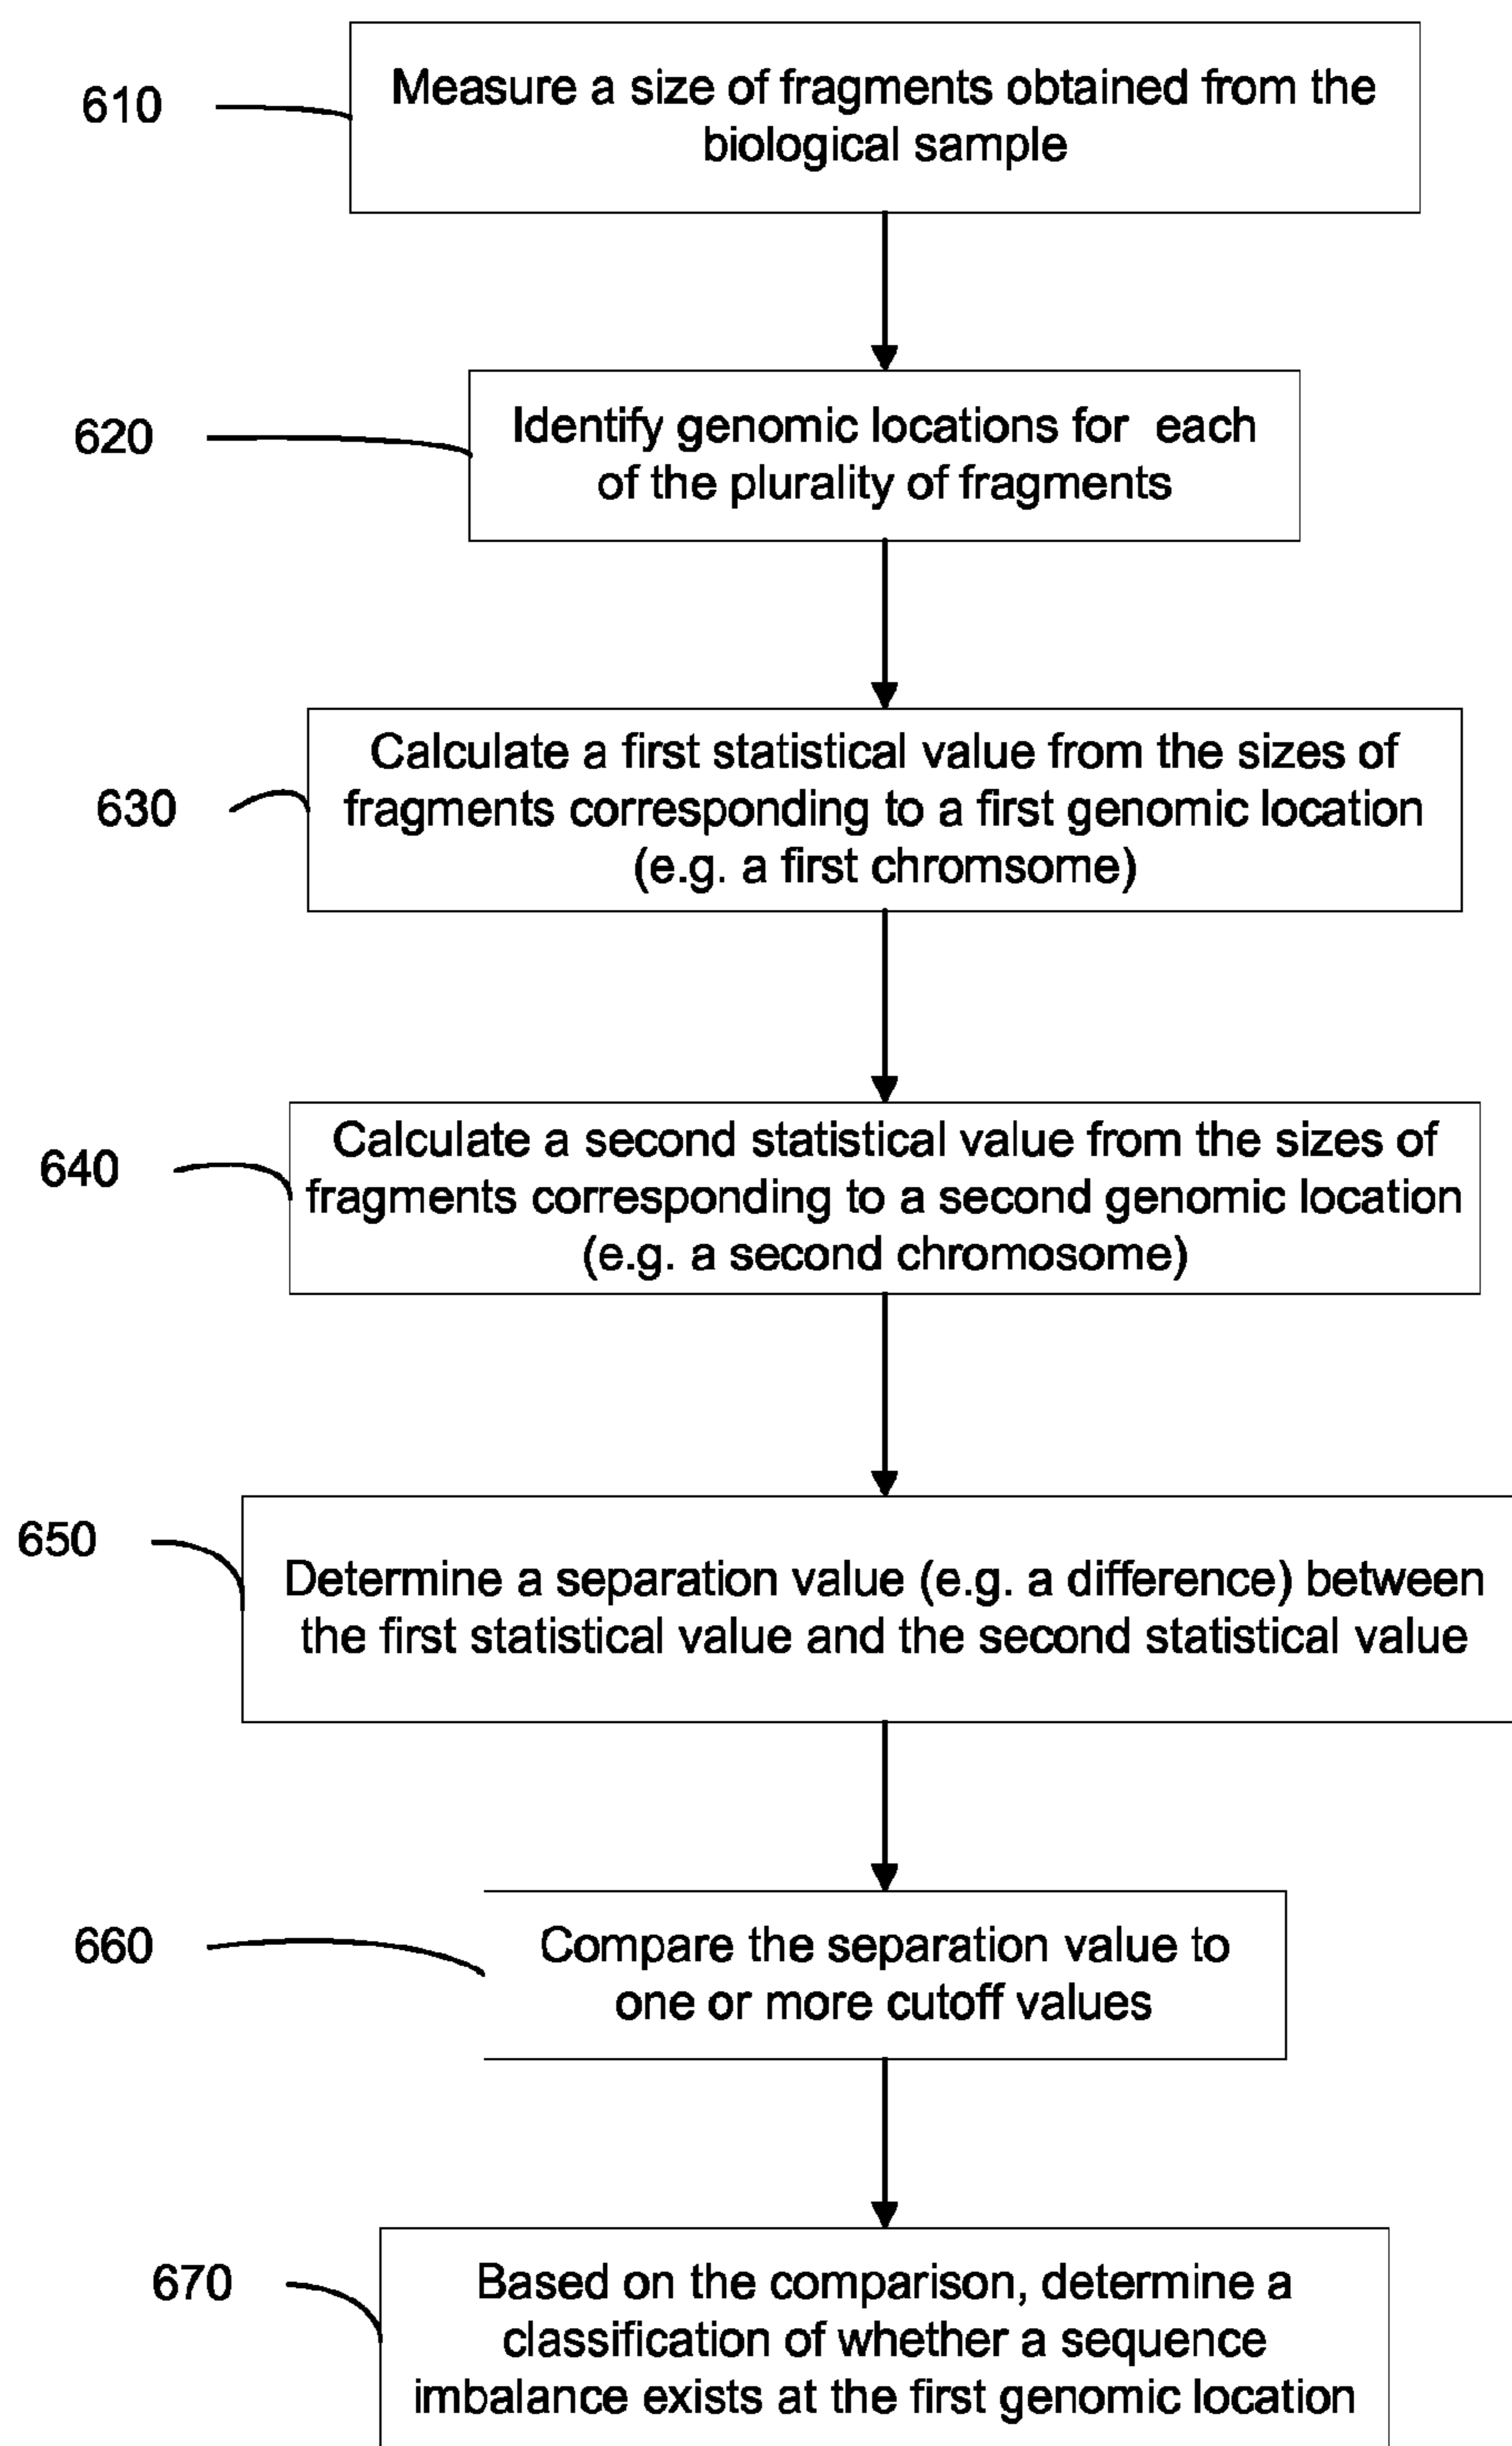 610
Measure a size of fragments obtained from the
biological sample
620
Identify genomic locations for each
of the plurality of fragments
630
Calculate a first statistical value from the sizes of
fragments corresponding to a first genomic location
(e.g. a first chromsome)
640
Calculate a second statistical value from the sizes of
fragments corresponding to a second genomic location
(e.g. a second chromosome)
650
Determine a separation value (e.g. a difference) between
the first statistical value and the second statistical value
660
Compare the separation value to
one or more cutoff values
670
Based on the comparison, determine a
classification of whether a sequence
imbalance exists at the first genomic location